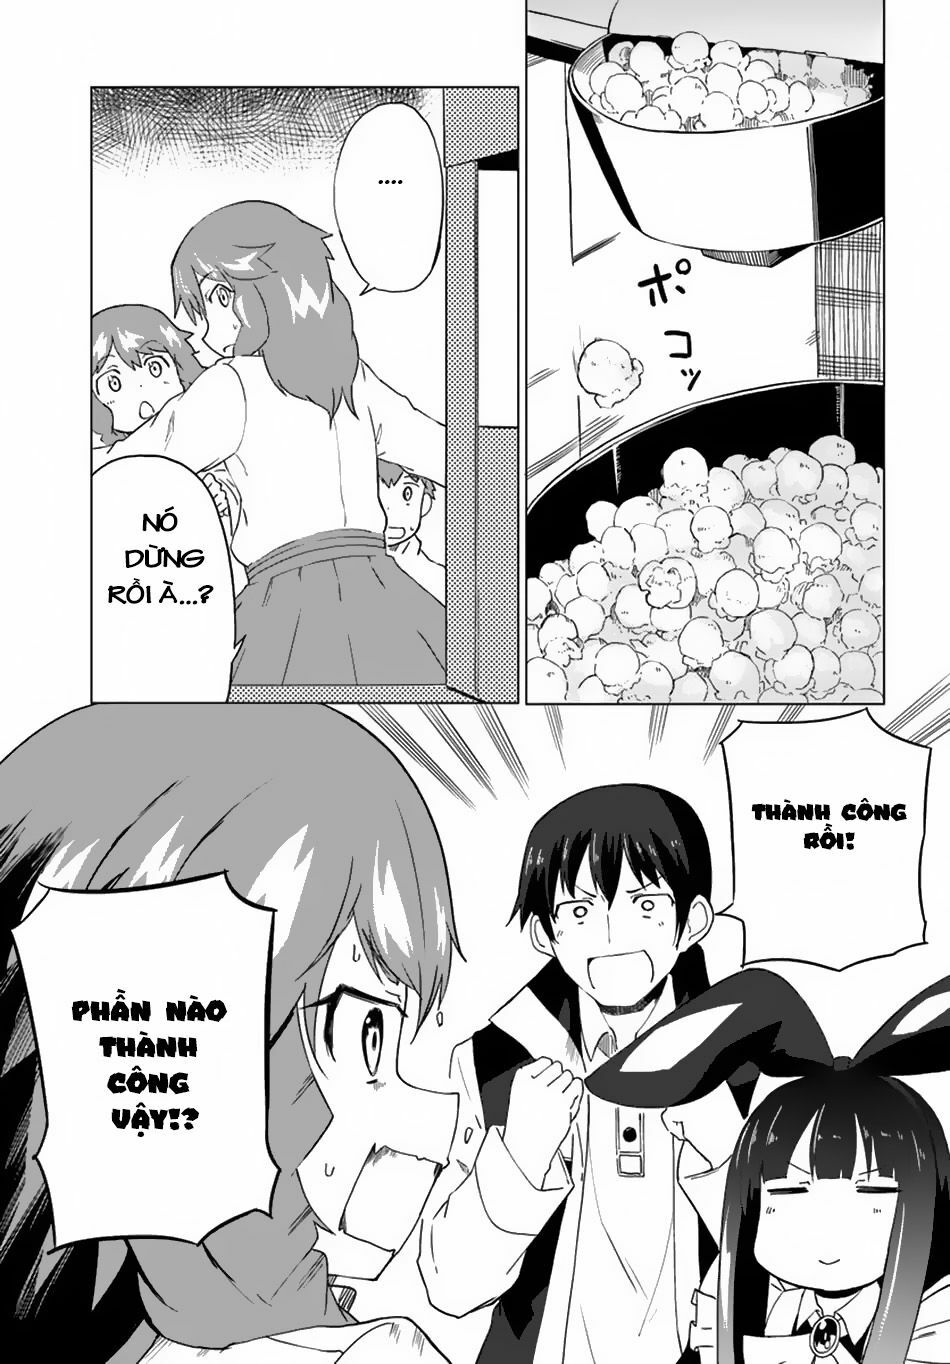 ポコッ
....
NÓ
DỪNG
RỒI À...?
THÀNH CÔNG
RỒI!
PHẦN NÀO
THÀNH
CÔNG
VẬY!?